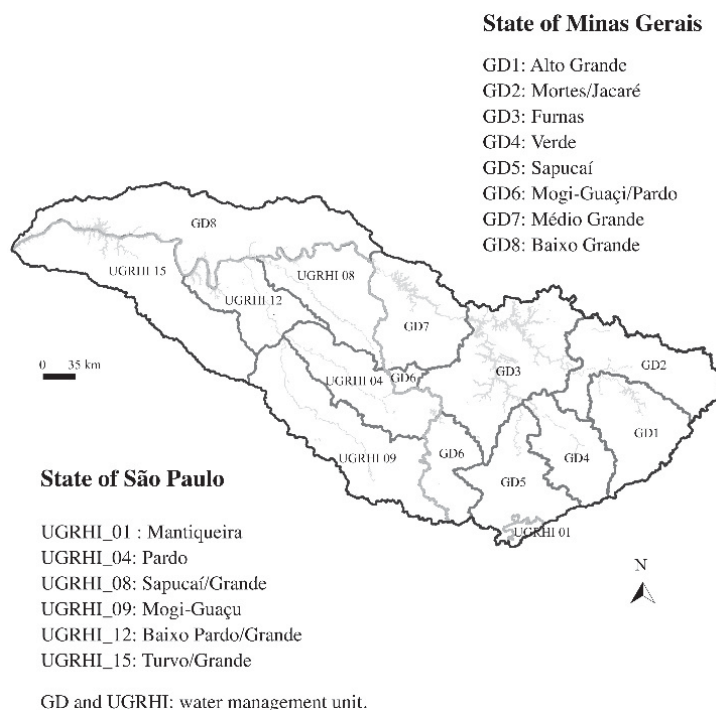 State of Minas Gerais
GD1: Alto Grande
GD2: Mortes/Jacaré
GD3: Furnas
GD4: Verde
GD5: Sapucaí
GD6: Mogi-Guaçi/Pardo
GD7: Médio Grande
GD8: Baixo Grande
GD8
UGRHI 15
UGRHI 08
UGRHI 12
GD7
GD3
GD2
0 35 km
UGRHI 04
GD6
GD1
UGRHI 09
GD6
GD5
GD4
UGRHI 01
N
State of São Paulo
UGRHI_01 : Mantiqueira
UGRHI_04: Pardo
UGRHI_08: Sapucaí/Grande
UGRHI_09: Mogi-Guaçu
UGRHI_12: Baixo Pardo/Grande
UGRHI_15: Turvo/Grande
GD and UGRHI: water management unit.